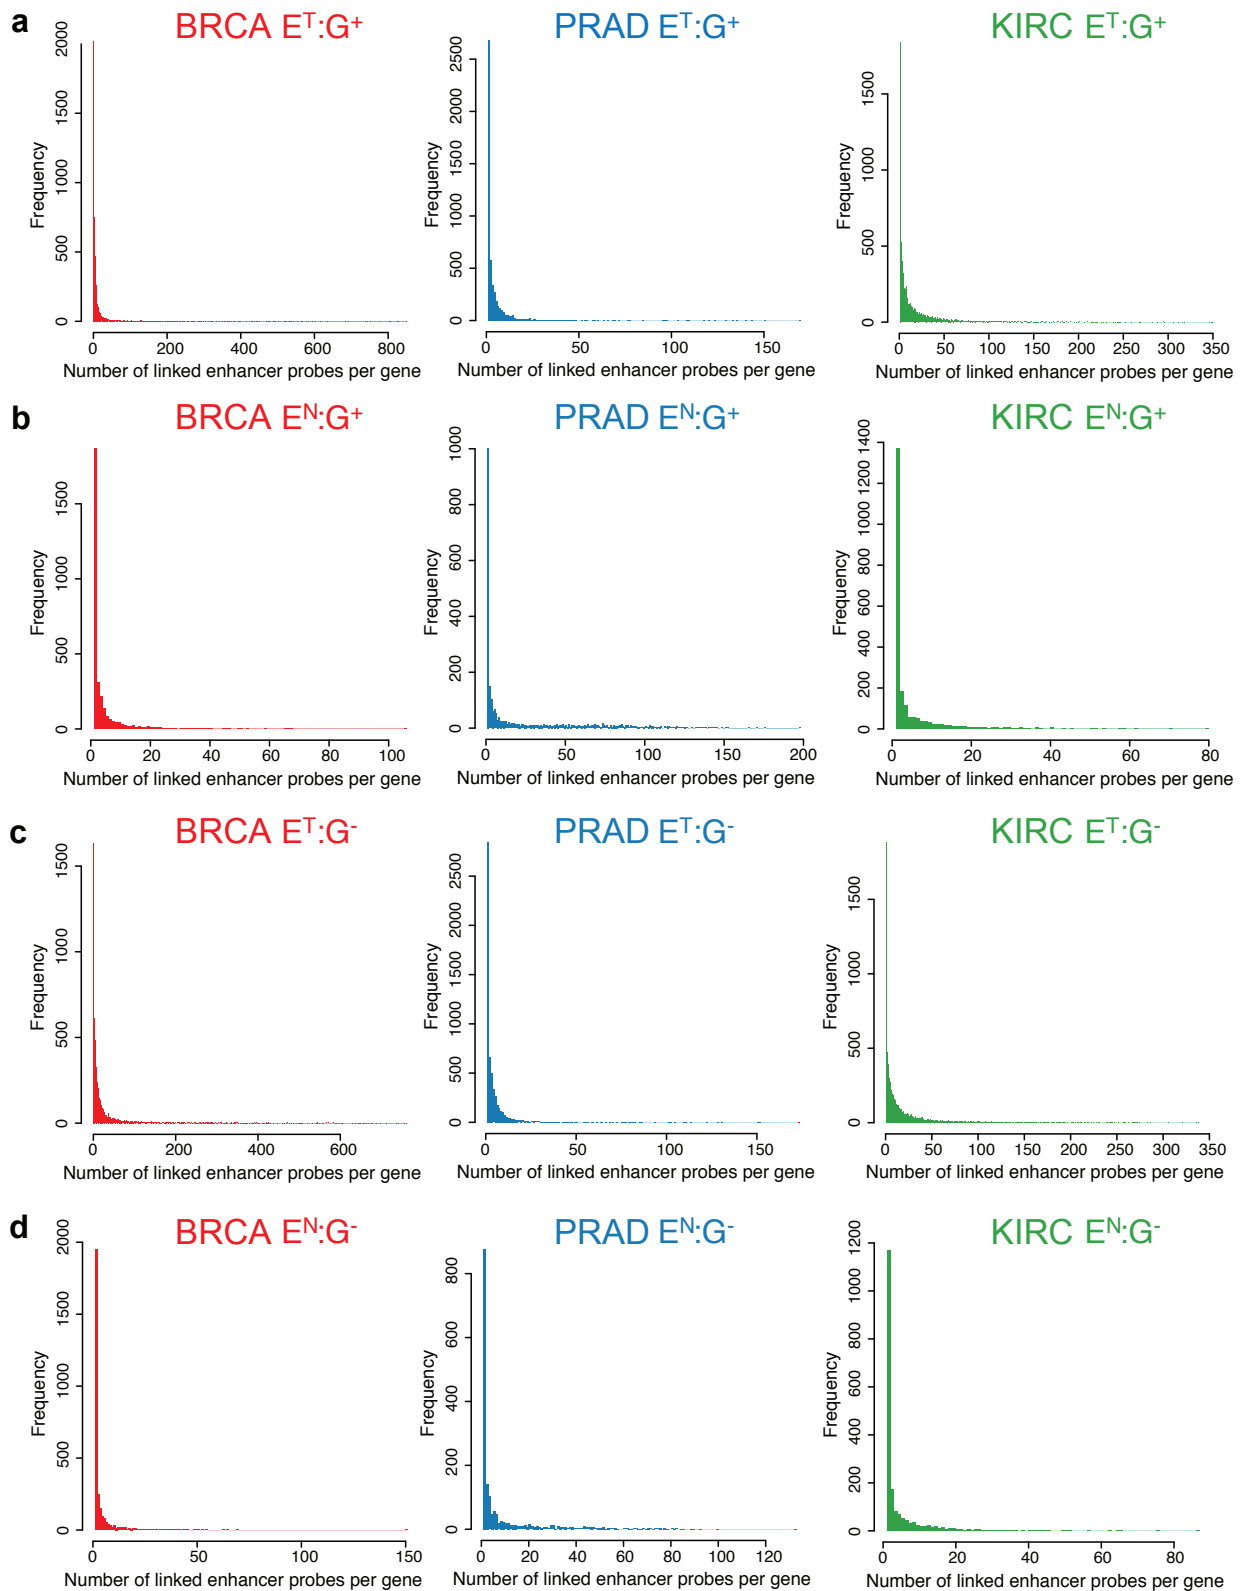 a
BRCA Eᵀ:G⁺
PRAD Eᵀ:G⁺
KIRC Eᵀ:G⁺
Frequency
0 500 1000 1500 2000
0 200 400 600 800
Number of linked enhancer probes per gene
Frequency
0 500 1000 1500 2000 2500
0 50 100 150
Number of linked enhancer probes per gene
Frequency
0 500 1000 1500
0 50 100 150 200 250 300 350
Number of linked enhancer probes per gene
b
BRCA Eᴺ:G⁺
PRAD Eᴺ:G⁺
KIRC Eᴺ:G⁺
Frequency
0 500 1000 1500
0 20 40 60 80 100
Number of linked enhancer probes per gene
Frequency
0 200 400 600 800 1000
0 50 100 150 200
Number of linked enhancer probes per gene
Frequency
0 200 400 600 800 1000 1200 1400
0 20 40 60 80
Number of linked enhancer probes per gene
c
BRCA Eᵀ:G⁻
PRAD Eᵀ:G⁻
KIRC Eᵀ:G⁻
Frequency
0 500 1000 1500
0 200 400 600
Number of linked enhancer probes per gene
Frequency
0 500 1000 1500 2000 2500
0 50 100 150
Number of linked enhancer probes per gene
Frequency
0 500 1000 1500
0 50 100 150 200 250 300 350
Number of linked enhancer probes per gene
d
BRCA Eᴺ:G⁻
PRAD Eᴺ:G⁻
KIRC Eᴺ:G⁻
Frequency
0 500 1000 1500 2000
0 50 100 150
Number of linked enhancer probes per gene
Frequency
0 200 400 600 800
0 20 40 60 80 100 120
Number of linked enhancer probes per gene
Frequency
0 200 400 600 800 1000 1200
0 20 40 60 80
Number of linked enhancer probes per gene